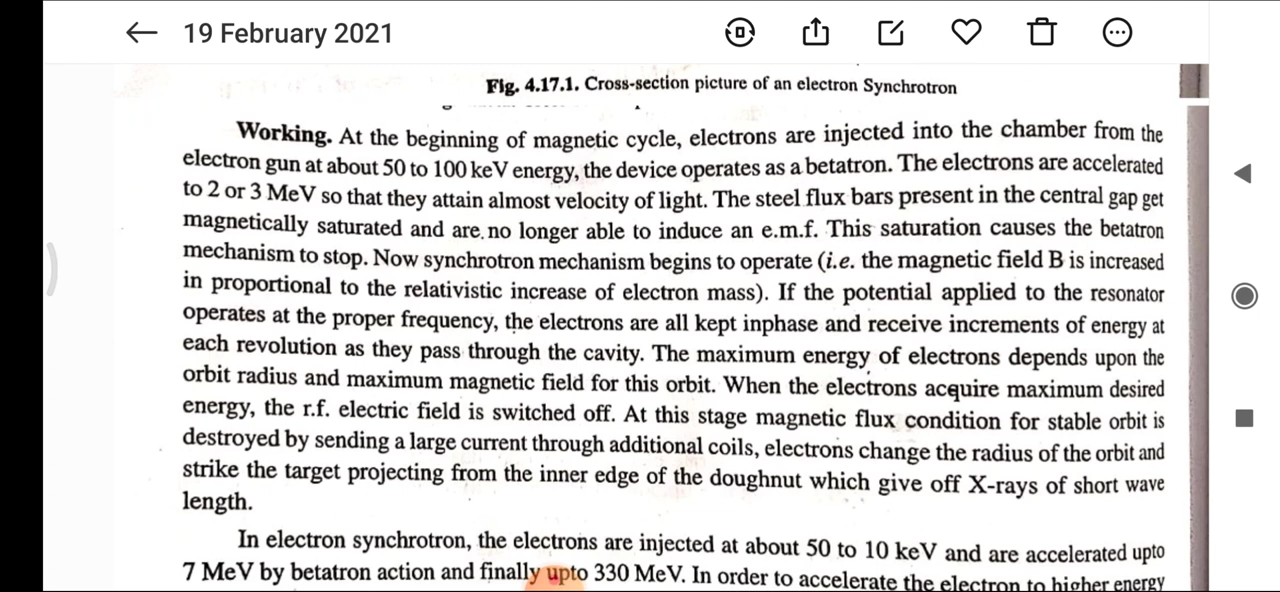 19 February 2021
Fig. 4.17.1. Cross-section picture of an electron Synchrotron
Working. At the beginning of magnetic cycle, electrons are injected into the chamber from the
electron gun at about 50 to 100 keV energy, the device operates as a betatron. The electrons are accelerated
to 2 or 3 MeV so that they attain almost velocity of light. The steel flux bars present in the central gap get
magnetically saturated and are no longer able to induce an e.m.f. This saturation causes the betatron
mechanism to stop. Now synchrotron mechanism begins to operate (i.e. the magnetic field B is increased
in proportional to the relativistic increase of electron mass). If the potential applied to the resonator
operates at the proper frequency, the electrons are all kept inphase and receive increments of energy at
each revolution as they pass through the cavity. The maximum energy of electrons depends upon the
orbit radius and maximum magnetic field for this orbit. When the electrons acquire maximum desired
energy, the r.f. electric field is switched off. At this stage magnetic flux condition for stable orbit is
destroyed by sending a large current through additional coils, electrons change the radius of the orbit and
strike the target projecting from the inner edge of the doughnut which give off X-rays of short wave
length.
In electron synchrotron, the electrons are injected at about 50 to 10 keV and are accelerated upto
7 MeV by betatron action and finally upto 330 MeV. In order to accelerate the electron to higher energy